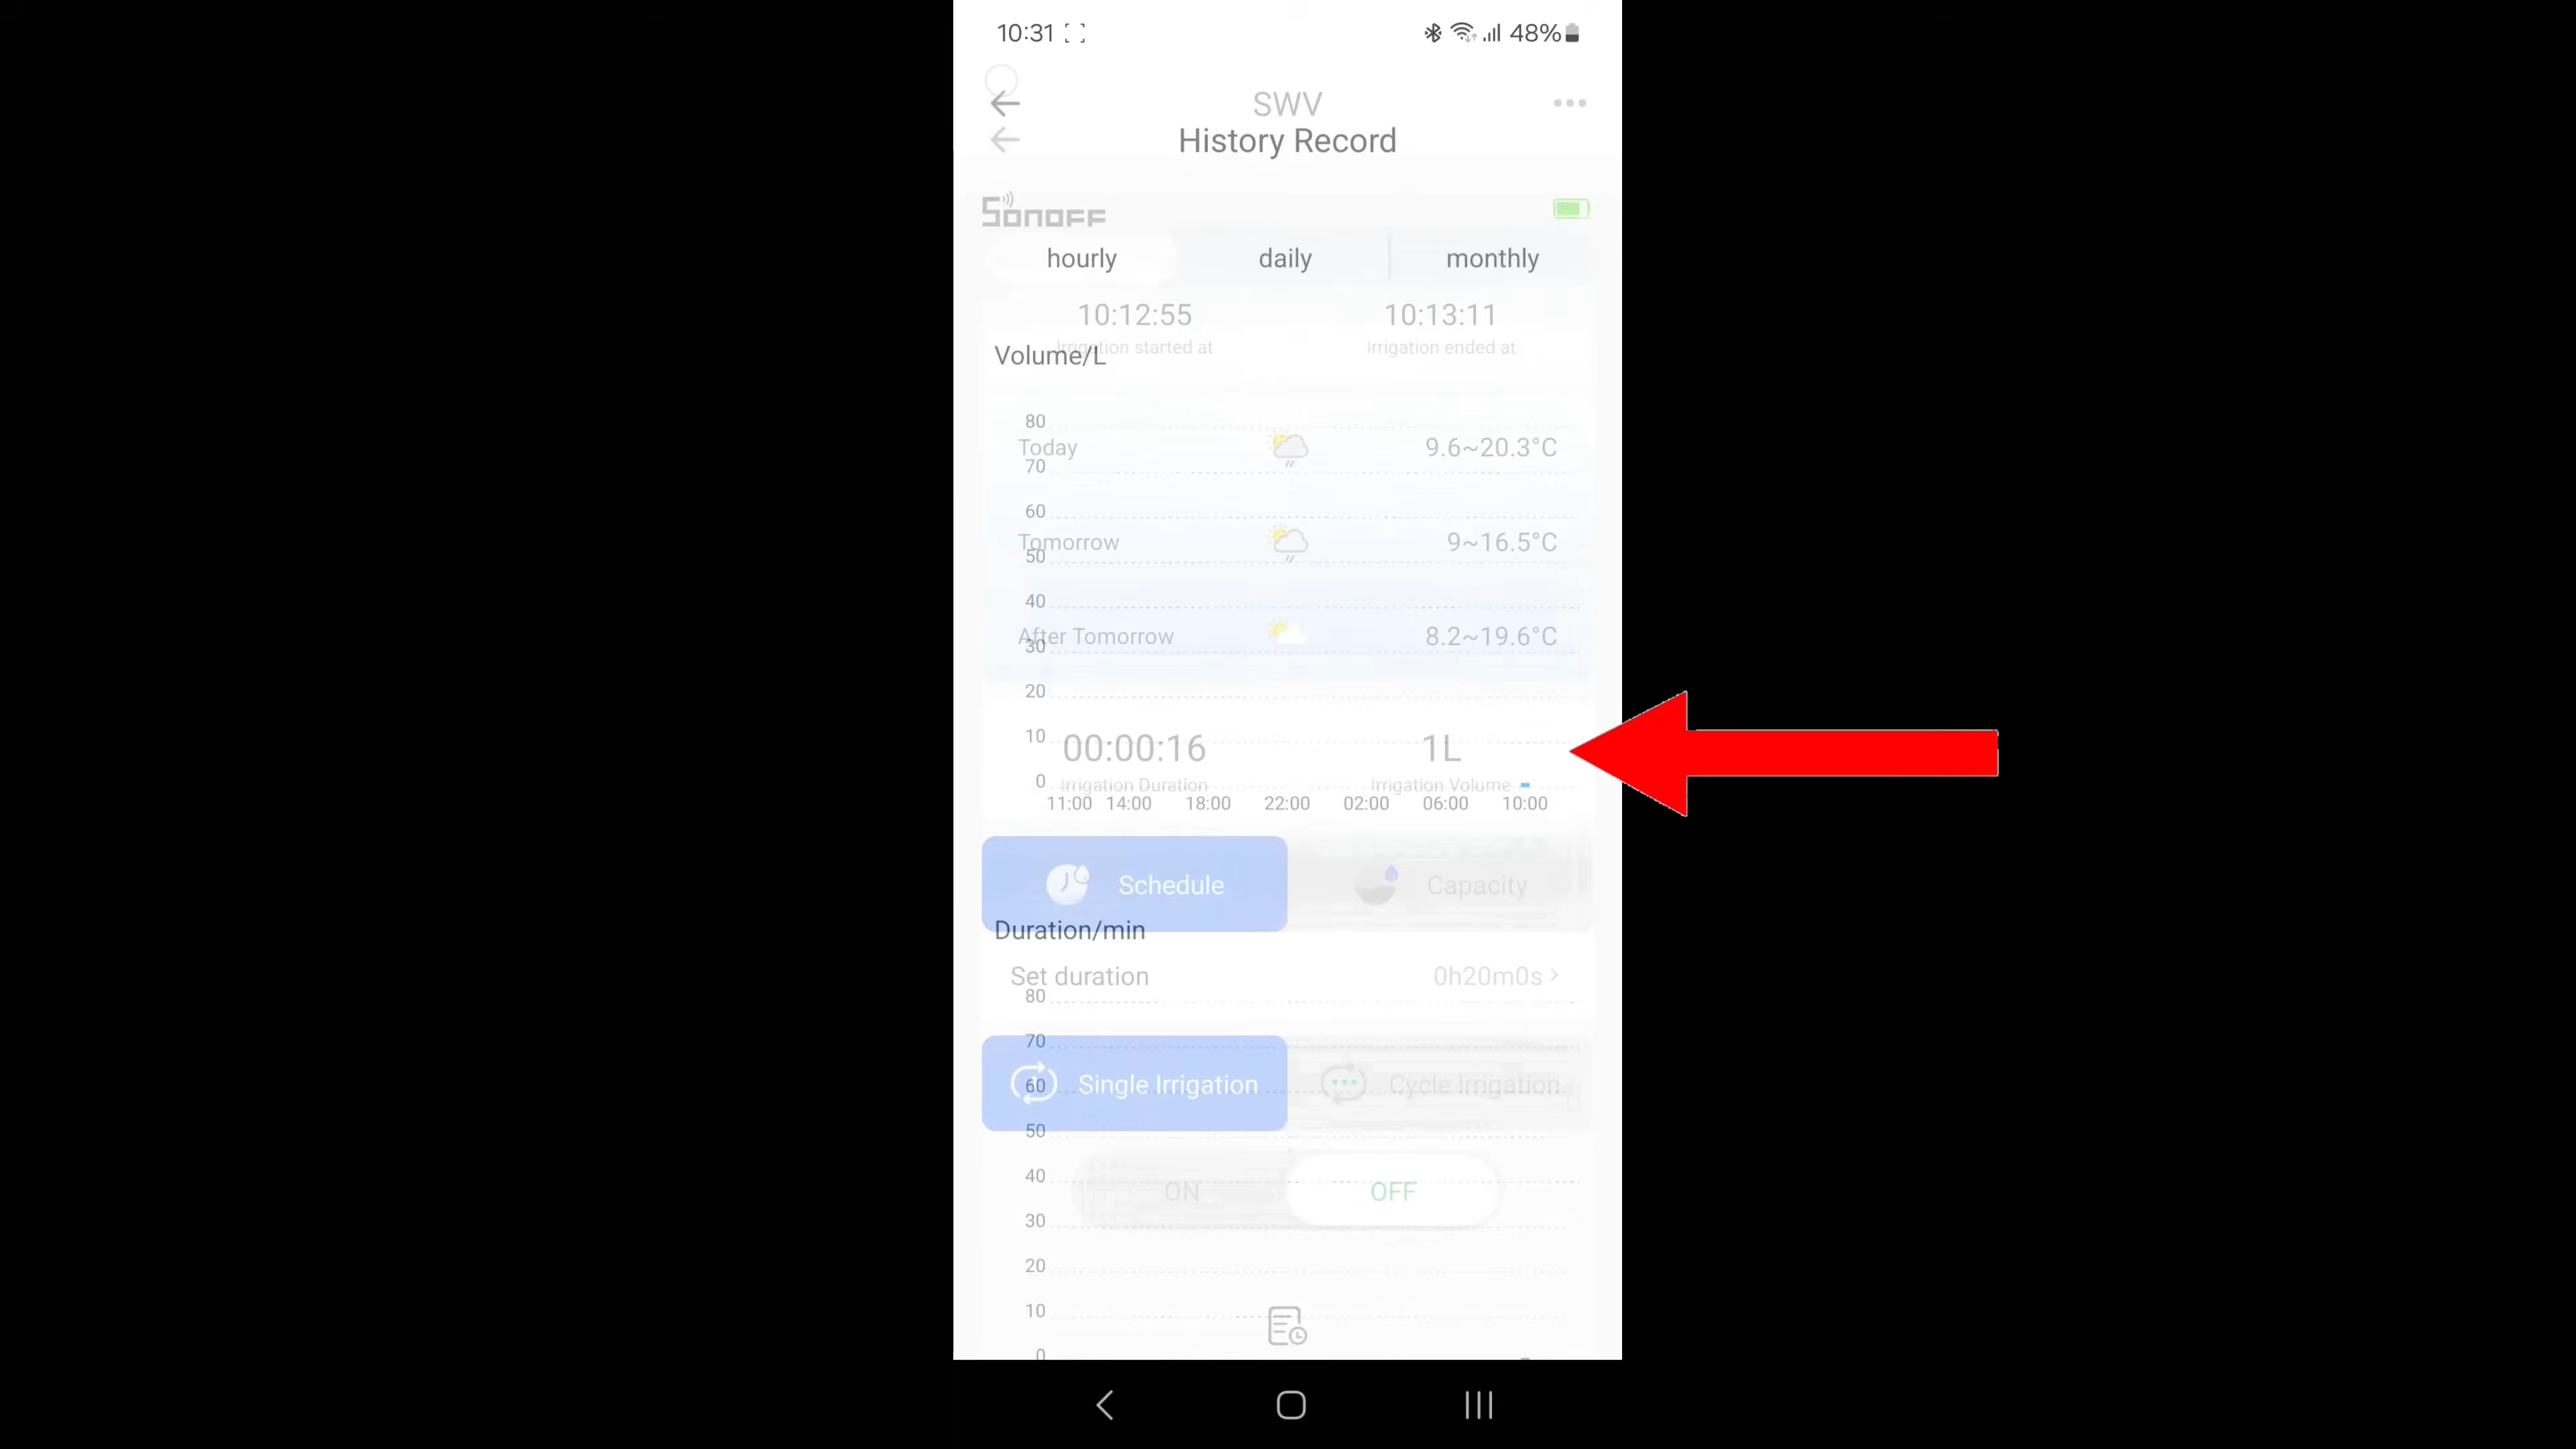 10:31 48%
SWV
History Record
SONOFF
hourly daily monthly
10:12:55 10:13:11
Irrigation started at Irrigation ended at
Volume/L
80
Today 9.6~20.3°C
70
60
Tomorrow 9~16.5°C
50
40
After Tomorrow 8.2~19.6°C
30
20
10 00:00:16 1L
0 Irrigation Duration Irrigation Volume
11:00 14:00 18:00 22:00 02:00 06:00 10:00
Schedule Capacity
Duration/min
Set duration 0h20m0s >
80
70
60 Single Irrigation Cycle Irrigation
50
40
ON OFF
30
20
10
0